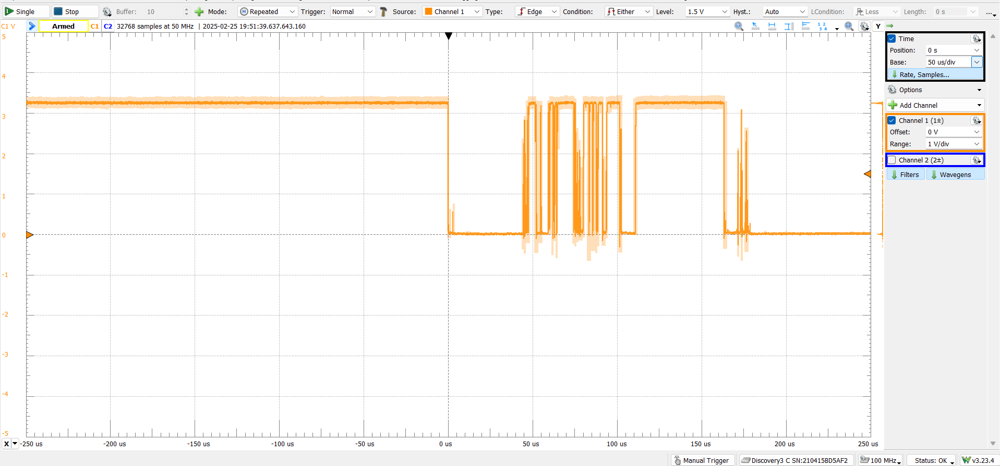 Single Stop Buffer: 10 Mode: Repeated Trigger: Normal Source: Channel 1 Type: Edge Condition: Either Level: 1.5 V Hyst.: Auto LCondition: Less Length: 0 s ...
C1 V Armed C1 C2 32768 samples at 50 MHz | 2025-02-25 19:51:39.637.643.160 Y
5
4
3
2
1
0
-1
-2
-3
-4
-5
X -250 us -200 us -150 us -100 us -50 us 0 us 50 us 100 us 150 us 200 us 250 us
Time
Position: 0 s
Base: 50 us/div
Rate, Samples...
Options
Add Channel
Channel 1 (1±)
Offset: 0 V
Range: 1 V/div
Channel 2 (2±)
Filters Wavegens
Manual Trigger Discovery3 C SN:210415BD5AF2 100 MHz Status: OK v3.23.4